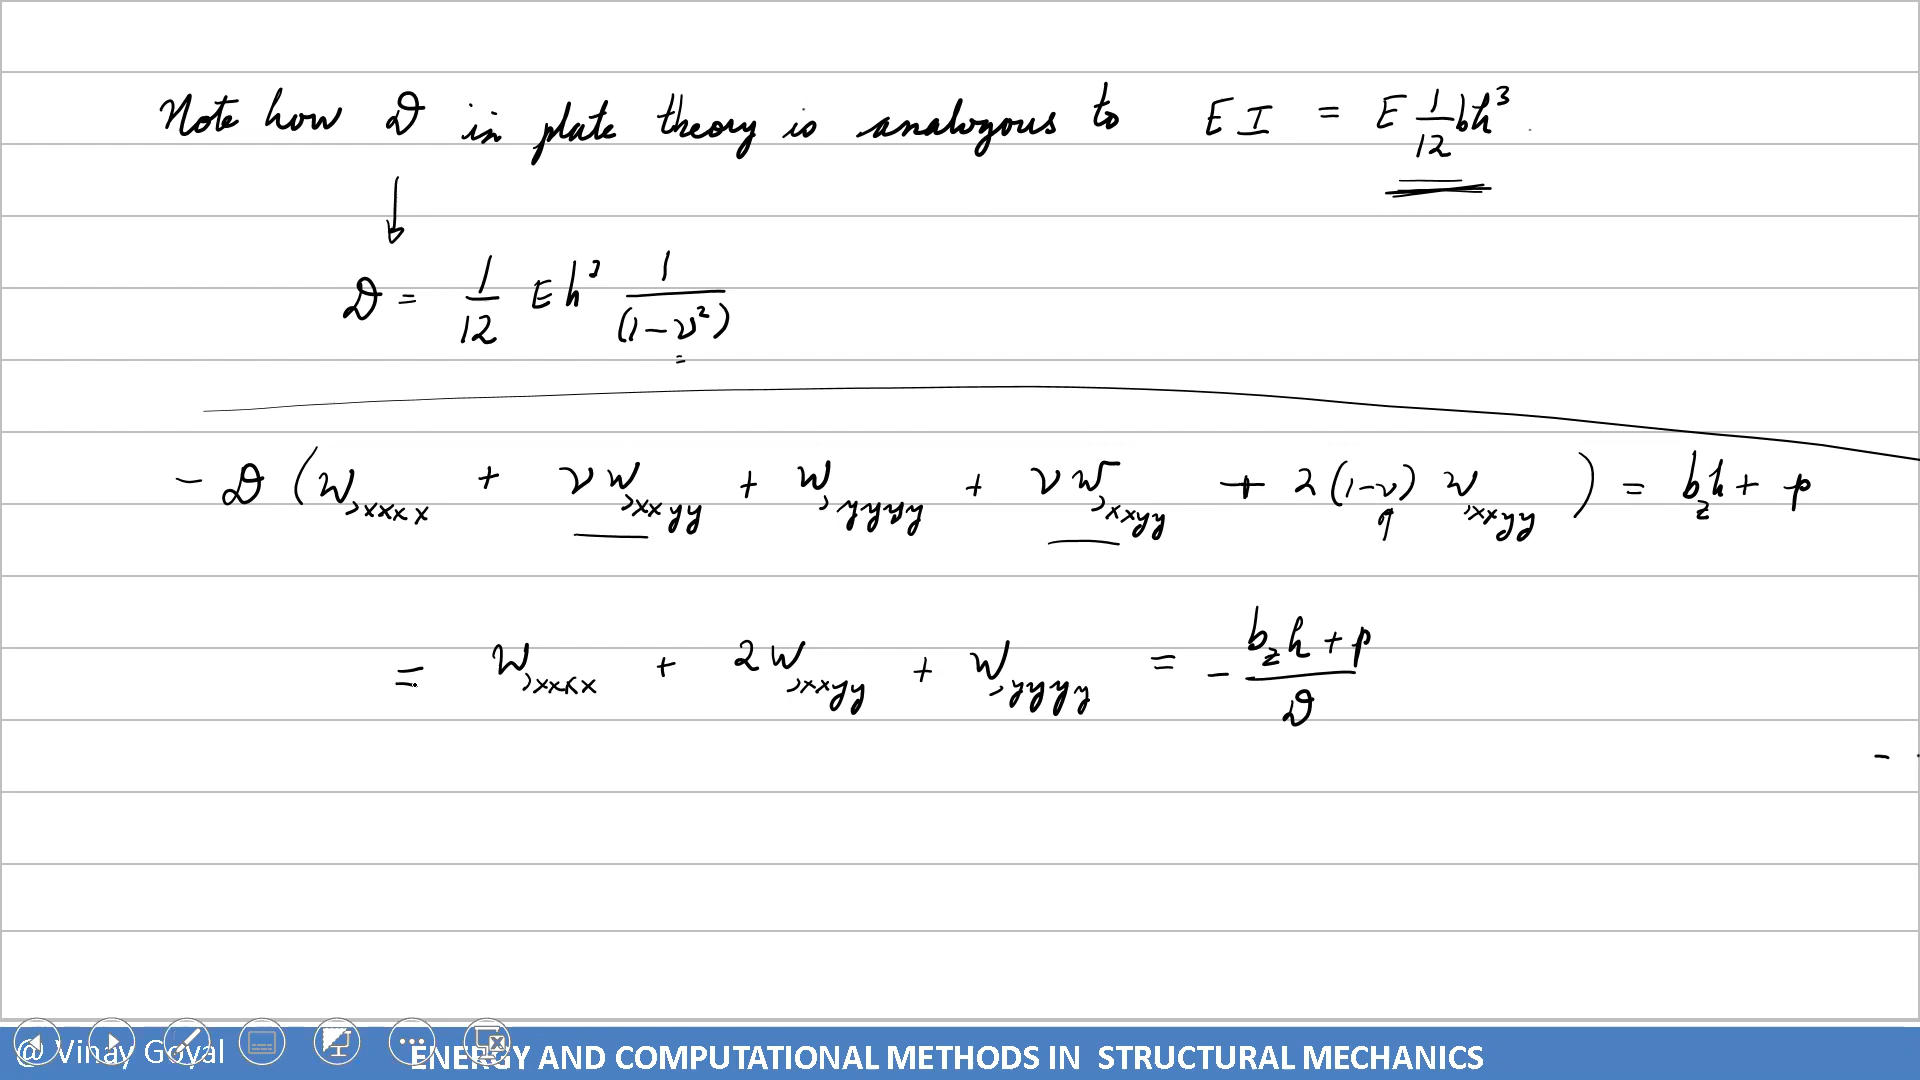 Note how D in plate theory is analogous to EI = E 1/12 bh³
D = 1/12 E h³ 1/(1-ν²)
- D (w,xxxx + νw,xxyy + w,yyyy + νw,xxyy + 2(1-ν) w,xxyy) = b_z h + p
= w,xxxx + 2w,xxyy + w,yyyy = - (b_z h + p)/D
@ Vinay Goyal ENERGY AND COMPUTATIONAL METHODS IN STRUCTURAL MECHANICS